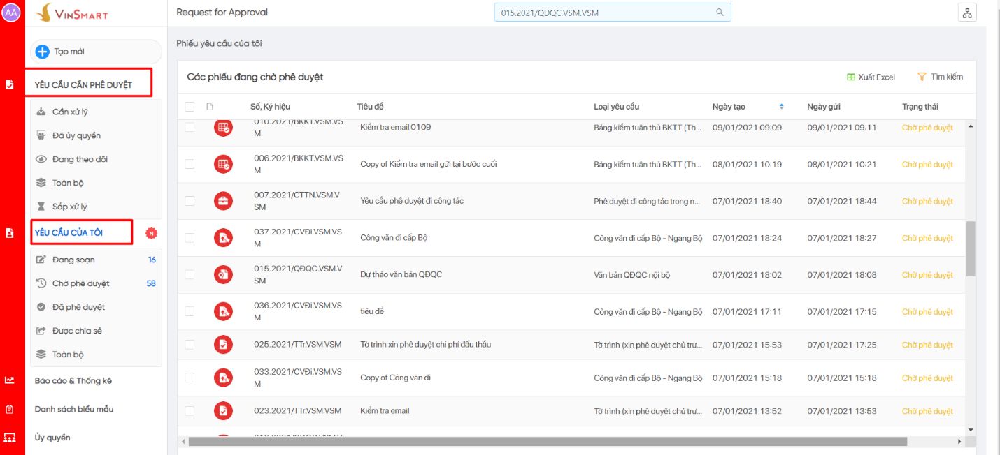 AA
VINSMART
Request for Approval
015.2021/QĐQC.VSM.VSM
Tạo mới
Phiếu yêu cầu của tôi
YÊU CẦU CẦN PHÊ DUYỆT
Cần xử lý
Đã ủy quyền
Đang theo dõi
Toàn bộ
Sắp xử lý
YÊU CẦU CỦA TÔI
N
Đang soạn 16
Chờ phê duyệt 58
Đã phê duyệt
Được chia sẻ
Toàn bộ
Báo cáo & Thống kê
Danh sách biểu mẫu
Ủy quyền
Các phiếu đang chờ phê duyệt
Xuất Excel
Tìm kiếm
Số, Ký hiệu Tiêu đề Loại yêu cầu Ngày tạo Ngày gửi Trạng thái
010.2021/BKKT.VSM.VS
M
Kiểm tra email 0109 Bảng kiểm tuân thủ BKTT (Th... 09/01/2021 09:09 09/01/2021 09:11 Chờ phê duyệt
006.2021/BKKT.VSM.VS
M
Copy of Kiểm tra email gửi tại bước cuối Bảng kiểm tuân thủ BKTT (Th... 08/01/2021 10:19 08/01/2021 10:21 Chờ phê duyệt
007.2021/CTTN.VSM.V
SM
Yêu cầu phê duyệt đi công tác Phê duyệt đi công tác trong n... 07/01/2021 18:40 07/01/2021 18:44 Chờ phê duyệt
037.2021/CVĐi.VSM.VS
M
Công văn đi cấp Bộ Công văn đi cấp Bộ - Ngang Bộ 07/01/2021 18:24 07/01/2021 18:27 Chờ phê duyệt
015.2021/QĐQC.VSM.V
SM
Dự thảo văn bản QĐQC Văn bản QĐQC nội bộ 07/01/2021 18:02 07/01/2021 18:08 Chờ phê duyệt
036.2021/CVĐi.VSM.VS
M
tiêu đề Công văn đi cấp Bộ - Ngang Bộ 07/01/2021 17:11 07/01/2021 17:15 Chờ phê duyệt
025.2021/TTr.VSM.VSM Tờ trình xin phê duyệt chi phí đấu thầu Tờ trình (xin phê duyệt chủ trư... 07/01/2021 15:53 07/01/2021 17:25 Chờ phê duyệt
033.2021/CVĐi.VSM.VS
M
Copy of Công văn đi Công văn đi cấp Bộ - Ngang Bộ 07/01/2021 15:18 07/01/2021 15:18 Chờ phê duyệt
023.2021/TTr.VSM.VSM Kiểm tra email Tờ trình (xin phê duyệt chủ trư... 07/01/2021 13:52 07/01/2021 13:53 Chờ phê duyệt